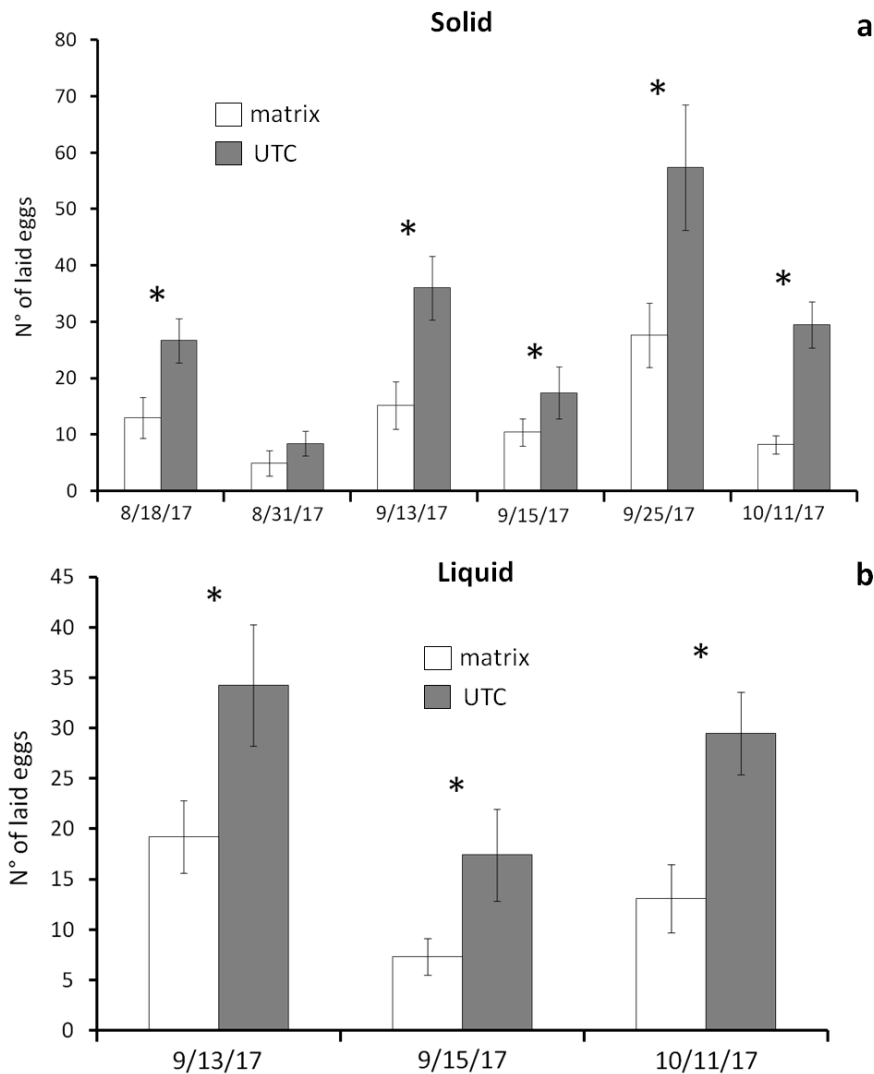 Solid
a
80
70
60
50
40
30
20
10
0
N° of laid eggs
matrix
UTC
*
*
*
*
*
8/18/17 8/31/17 9/13/17 9/15/17 9/25/17 10/11/17
Liquid
b
45
40
35
30
25
20
15
10
5
0
N° of laid eggs
matrix
UTC
*
*
*
9/13/17 9/15/17 10/11/17